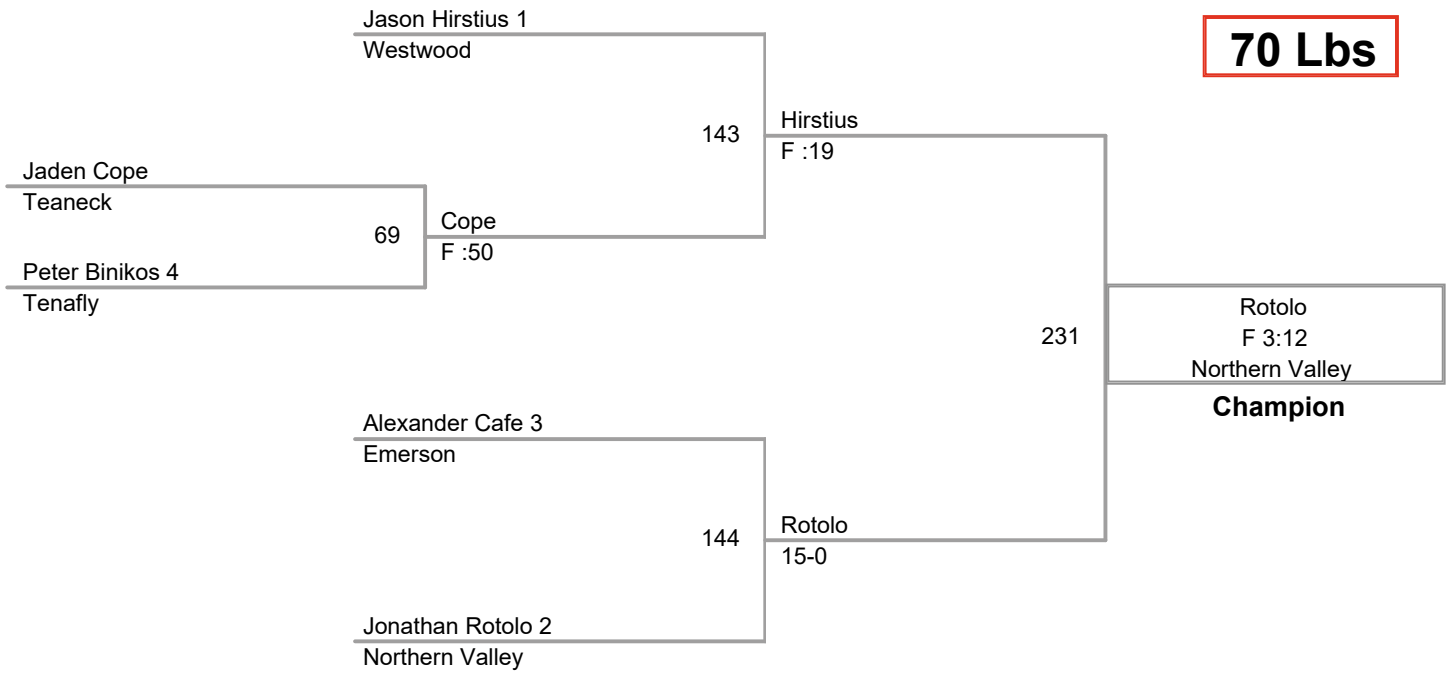 Jason Hirstius 1
Westwood
70 Lbs
143
Hirstius
F :19
Jaden Cope
Teaneck
69
Cope
F :50
Peter Binikos 4
Tenafly
231
Rotolo
F 3:12
Northern Valley
Champion
Alexander Cafe 3
Emerson
144
Rotolo
15-0
Jonathan Rotolo 2
Northern Valley